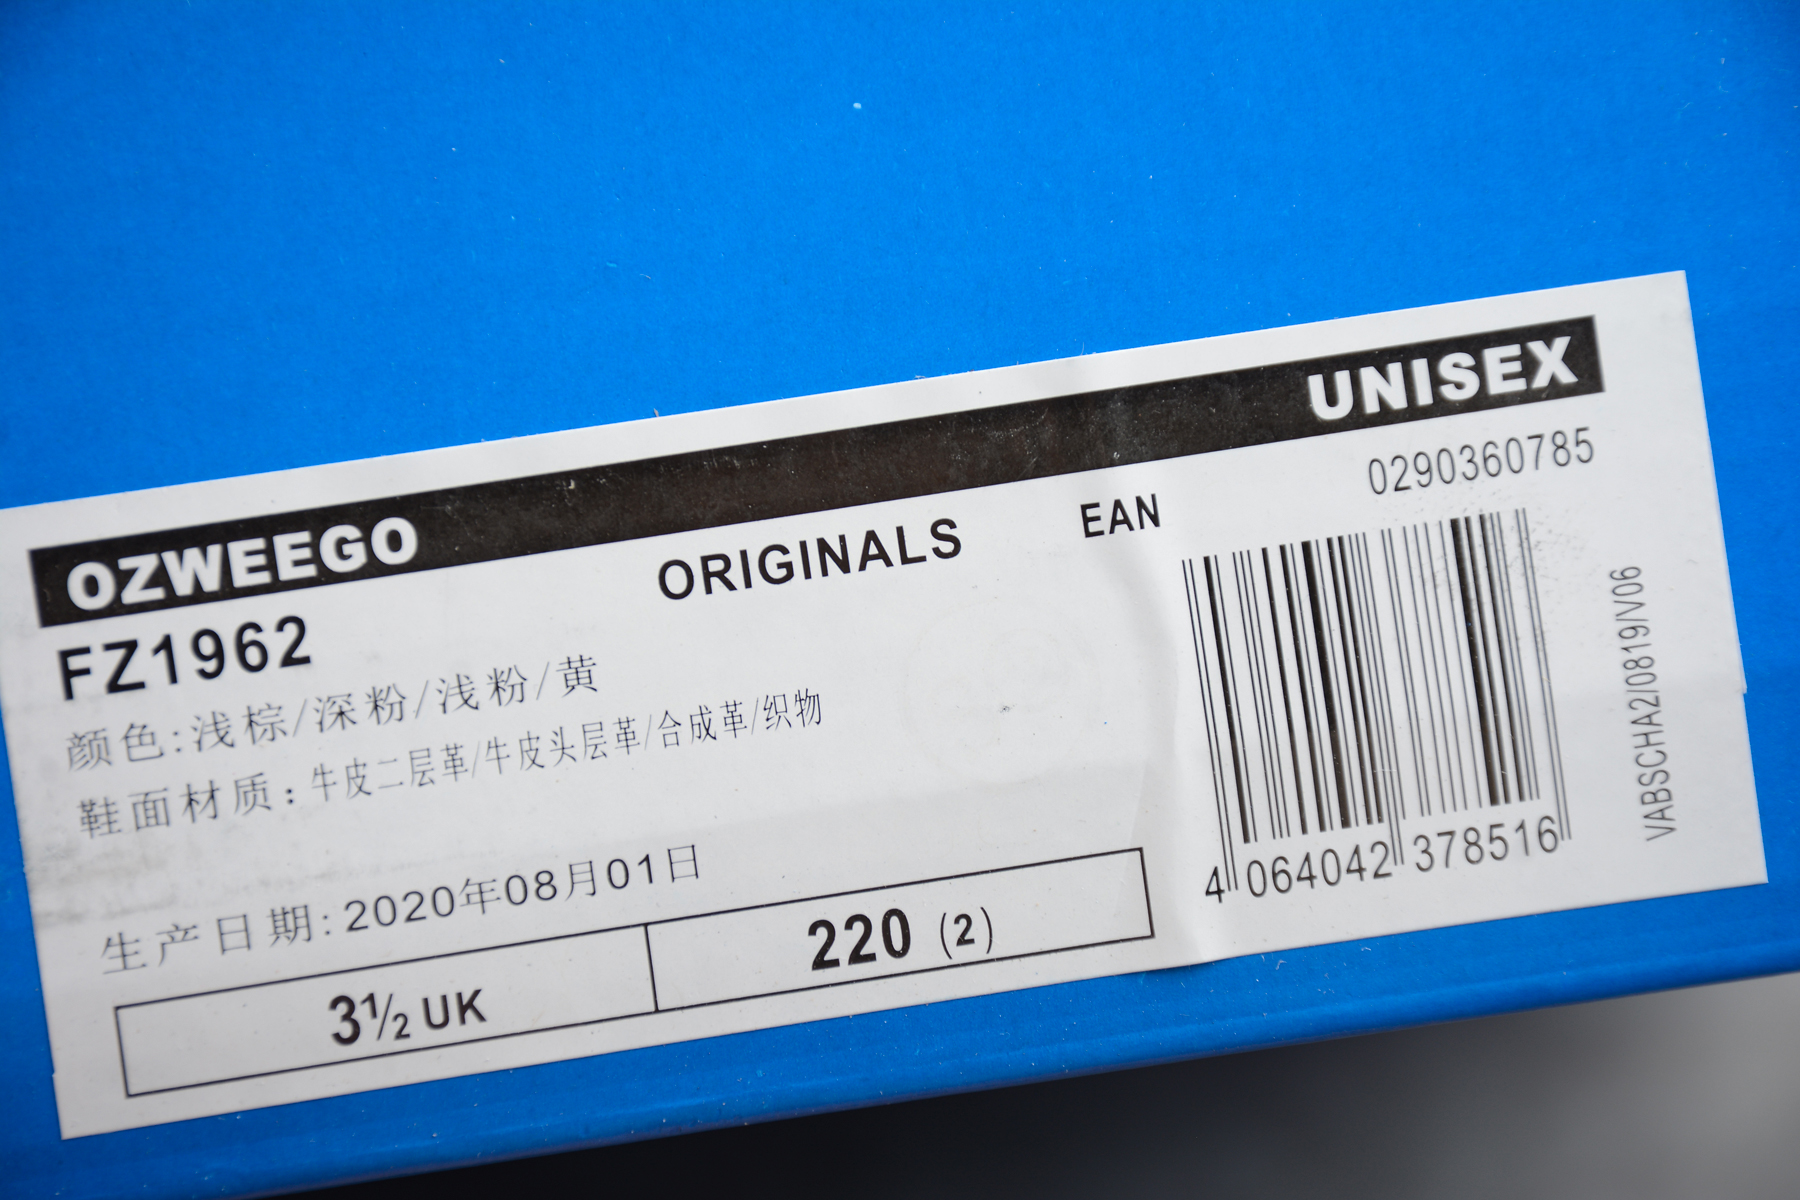 OZWEEGO UNISEX
FZ1962 ORIGINALS EAN 0290360785
颜色:浅棕/深粉/浅粉/黄
鞋面材质:牛皮二层革/牛皮头层革/合成革/织物
生产日期:2020年08月01日
3½ UK 220 (2)
4 064042 378516
VABSCHA2/0819/V06